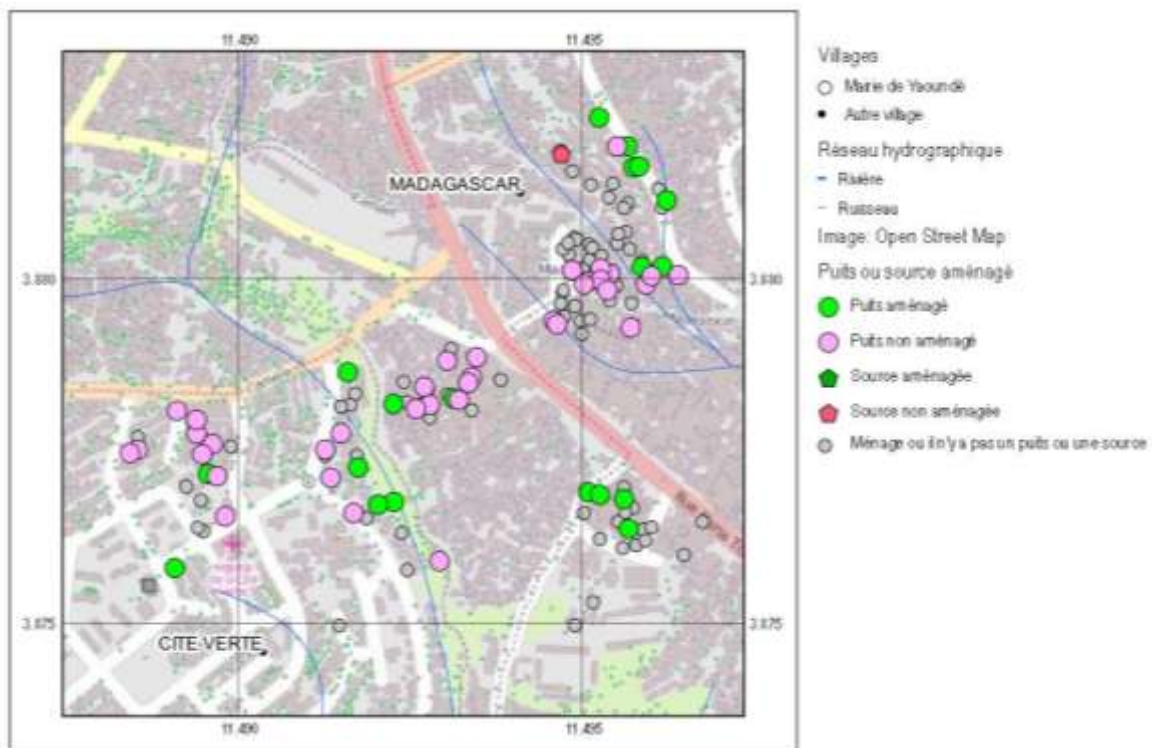 11.490 11.495
MADAGASCAR
3.880 3.880
CITE VERTE
3.875 3.875
11.490 11.495
Villages
Mairie de Yaoundé
Autre village
Réseau hydrographique
Rivière
Ruisseau
Image: Open Street Map
Puits ou source aménagé
Puits aménagé
Puits non aménagé
Source aménagée
Source non aménagée
Ménage ou il n'y a pas un puits ou une source